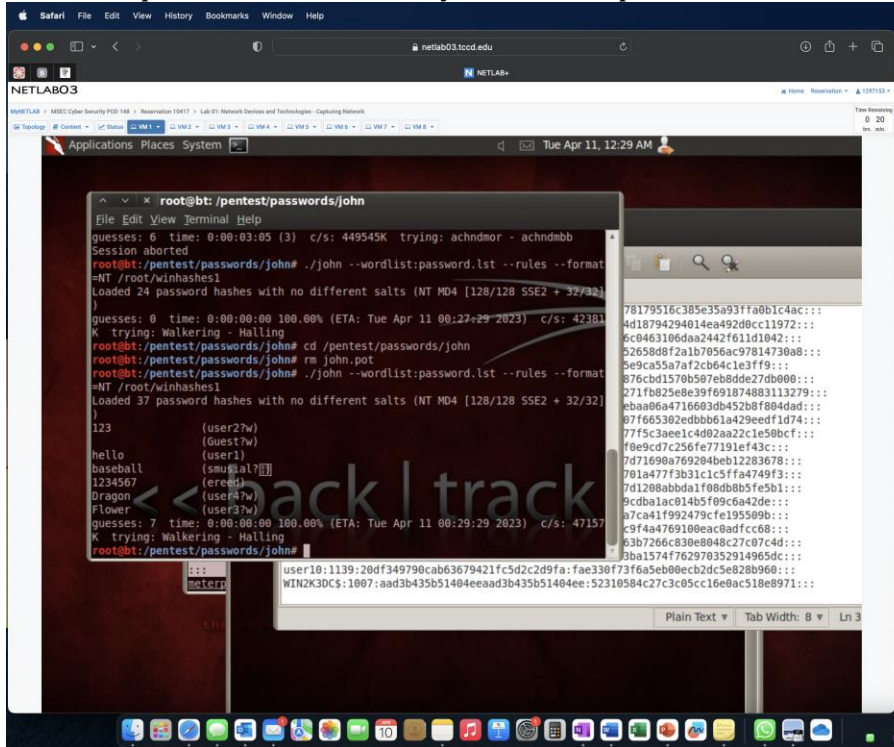 Safari File Edit View History Bookmarks Window Help
netlab03.tccd.edu
NETLAB+
NETLAB03
Home Reservation 1297133
MyNETLAB > MSEC Cyber Security POD 148 > Reservation 10417 > Lab 01: Network Devices and Technologies - Capturing Network
Time Remaining
0 20
hrs. min.
Topology Content Status VM 1 VM 2 VM 3 VM 4 VM 5 VM 6 VM 7 VM 8
Applications Places System Tue Apr 11, 12:29 AM
root@bt: /pentest/passwords/john
File Edit View Terminal Help
guesses: 6 time: 0:00:03:05 (3) c/s: 449545K trying: achndmor - achndmbb
Session aborted
root@bt:/pentest/passwords/john# ./john --wordlist:password.lst --rules --format
=NT /root/winhashes1
Loaded 24 password hashes with no different salts (NT MD4 [128/128 SSE2 + 32/32]
)
guesses: 0 time: 0:00:00:00 100.00% (ETA: Tue Apr 11 00:27:29 2023) c/s: 42381
K trying: Walkering - Halling
root@bt:/pentest/passwords/john# cd /pentest/passwords/john
root@bt:/pentest/passwords/john# rm john.pot
root@bt:/pentest/passwords/john# ./john --wordlist:password.lst --rules --format
=NT /root/winhashes1
Loaded 37 password hashes with no different salts (NT MD4 [128/128 SSE2 + 32/32]
)
123 (user2?w)
(Guest?w)
hello (user1)
baseball (smusial?
1234567 (ereed)
Dragon (user4?w)
Flower (user3?w)
guesses: 7 time: 0:00:00:00 100.00% (ETA: Tue Apr 11 00:29:29 2023) c/s: 47157
K trying: Walkering - Halling
root@bt:/pentest/passwords/john#
<< back | track
78179516c385e35a93ffa0b1c4ac:::
4d18794294014ea492d0cc11972:::
6c0463106daa2442f611d1042:::
52658d8f2a1b7056ac97814730a8:::
5e9ca55a7af2cb64c1e3ff9:::
876cbd1570b507eb8dde27db000:::
271fb825e8e39f691874883113279:::
ebaa06a4716603db452b8f804dad:::
07f665302edbbb61a429eedf1d74:::
77f5c3aee1c4d02aa22c1e50bcf:::
f0e9cd7c256fe77191ef43c:::
7d71690a769204beb12283678:::
701a477f3b31c1c5ffa4749f3:::
7d1208abbda1f08db8b5fe5b1:::
9cdba1ac014b5f09c6a42de:::
a7ca41f992479cfe195509b:::
c9f4a4769100eac0adfcc68:::
63b7266c830e8048c27c07c4d:::
3ba1574f762970352914965dc:::
user10:1139:20df349790cab63679421fc5d2c2d9fa:fae330f73f6a5eb00ecb2dc5e828b960:::
WIN2K3DC$:1007:aad3b435b51404eeaad3b435b51404ee:52310584c27c3c05cc16e0ac518e8971:::
:::
meterp
Plain Text Tab Width: 8 Ln 3